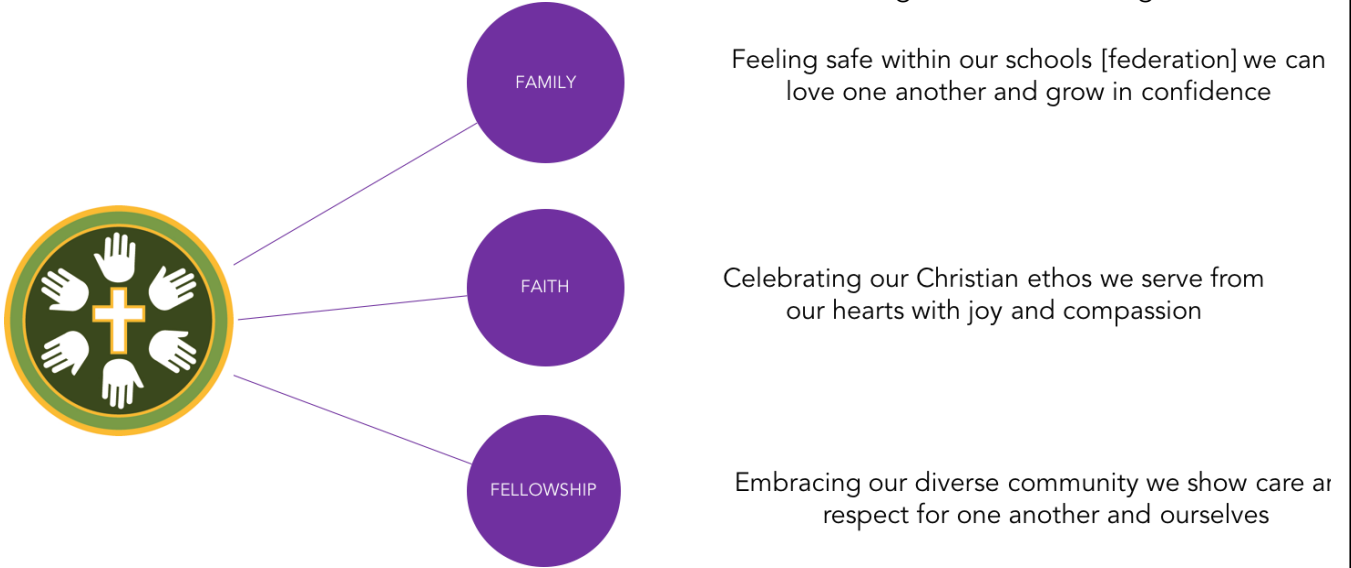 FAMILY
Feeling safe within our schools [federation] we can
love one another and grow in confidence
FAITH
Celebrating our Christian ethos we serve from
our hearts with joy and compassion
FELLOWSHIP
Embracing our diverse community we show care
respect for one another and ourselves